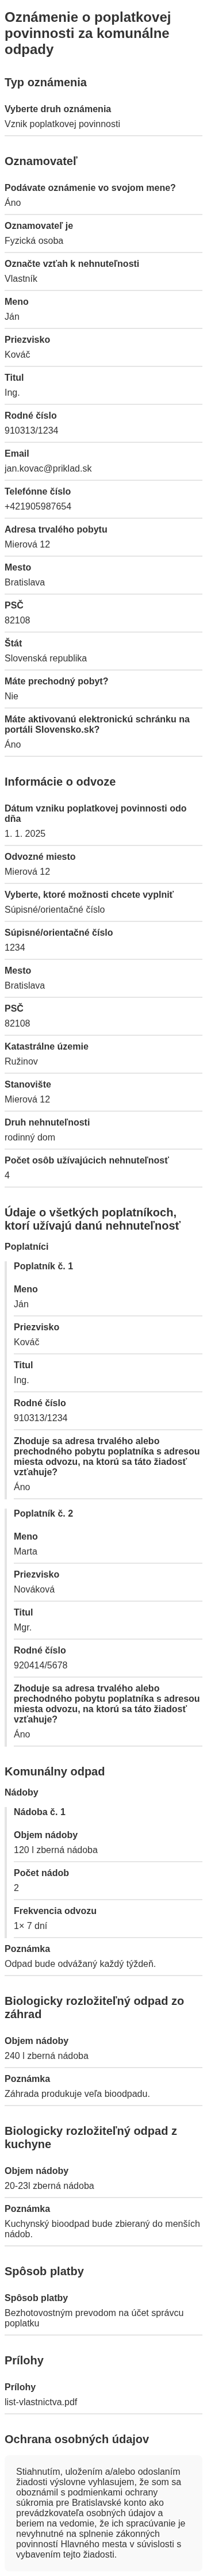 Oznámenie o poplatkovej
povinnosti za komunálne
odpady
Typ oznámenia
Vyberte druh oznámenia
Vznik poplatkovej povinnosti
Oznamovateľ
Podávate oznámenie vo svojom mene?
Áno
Oznamovateľ je
Fyzická osoba
Označte vzťah k nehnuteľnosti
Vlastník
Meno
Ján
Priezvisko
Kováč
Titul
Ing.
Rodné číslo
910313/1234
Email
jan.kovac@priklad.sk
Telefónne číslo
+421905987654
Adresa trvalého pobytu
Mierová 12
Mesto
Bratislava
PSČ
82108
Štát
Slovenská republika
Máte prechodný pobyt?
Nie
Máte aktivovanú elektronickú schránku na
portáli Slovensko.sk?
Áno
Informácie o odvoze
Dátum vzniku poplatkovej povinnosti odo
dňa
1. 1. 2025
Odvozné miesto
Mierová 12
Vyberte, ktoré možnosti chcete vyplniť
Súpisné/orientačné číslo
Súpisné/orientačné číslo
1234
Mesto
Bratislava
PSČ
82108
Katastrálne územie
Ružinov
Stanovište
Mierová 12
Druh nehnuteľnosti
rodinný dom
Počet osôb užívajúcich nehnuteľnosť
4
Údaje o všetkých poplatníkoch,
ktorí užívajú danú nehnuteľnosť
Poplatníci
Poplatník č. 1
Meno
Ján
Priezvisko
Kováč
Titul
Ing.
Rodné číslo
910313/1234
Zhoduje sa adresa trvalého alebo
prechodného pobytu poplatníka s adresou
miesta odvozu, na ktorú sa táto žiadosť
vzťahuje?
Áno
Poplatník č. 2
Meno
Marta
Priezvisko
Nováková
Titul
Mgr.
Rodné číslo
920414/5678
Zhoduje sa adresa trvalého alebo
prechodného pobytu poplatníka s adresou
miesta odvozu, na ktorú sa táto žiadosť
vzťahuje?
Áno
Komunálny odpad
Nádoby
Nádoba č. 1
Objem nádoby
120 l zberná nádoba
Počet nádob
2
Frekvencia odvozu
1× 7 dní
Poznámka
Odpad bude odvážaný každý týždeň.
Biologicky rozložiteľný odpad zo
záhrad
Objem nádoby
240 l zberná nádoba
Poznámka
Záhrada produkuje veľa bioodpadu.
Biologicky rozložiteľný odpad z
kuchyne
Objem nádoby
20-23l zberná nádoba
Poznámka
Kuchynský bioodpad bude zbieraný do menších
nádob.
Spôsob platby
Spôsob platby
Bezhotovostným prevodom na účet správcu
poplatku
Prílohy
Prílohy
list-vlastnictva.pdf
Ochrana osobných údajov
Stiahnutím, uložením a/alebo odoslaním
žiadosti výslovne vyhlasujem, že som sa
oboznámil s podmienkami ochrany
súkromia pre Bratislavské konto ako
prevádzkovateľa osobných údajov a
beriem na vedomie, že ich spracúvanie je
nevyhnutné na splnenie zákonných
povinností Hlavného mesta v súvislosti s
vybavením tejto žiadosti.